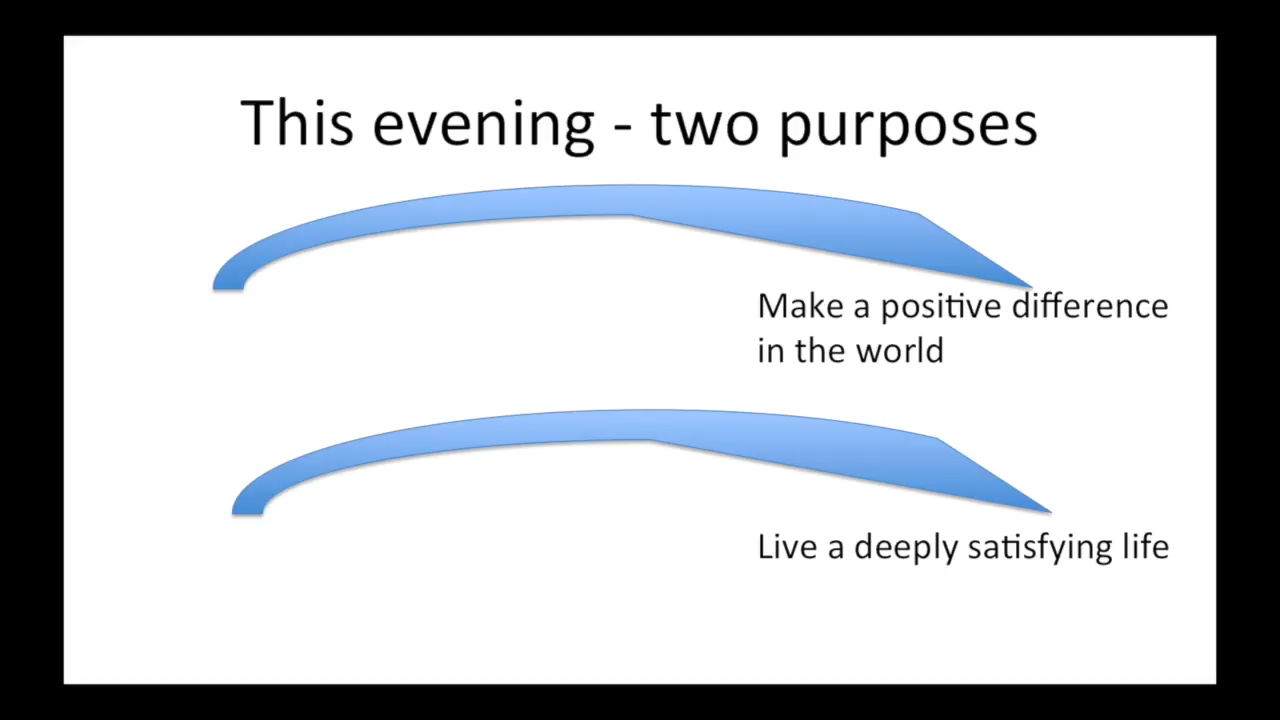 This evening - two purposes
Make a positive difference
in the world
Live a deeply satisfying life